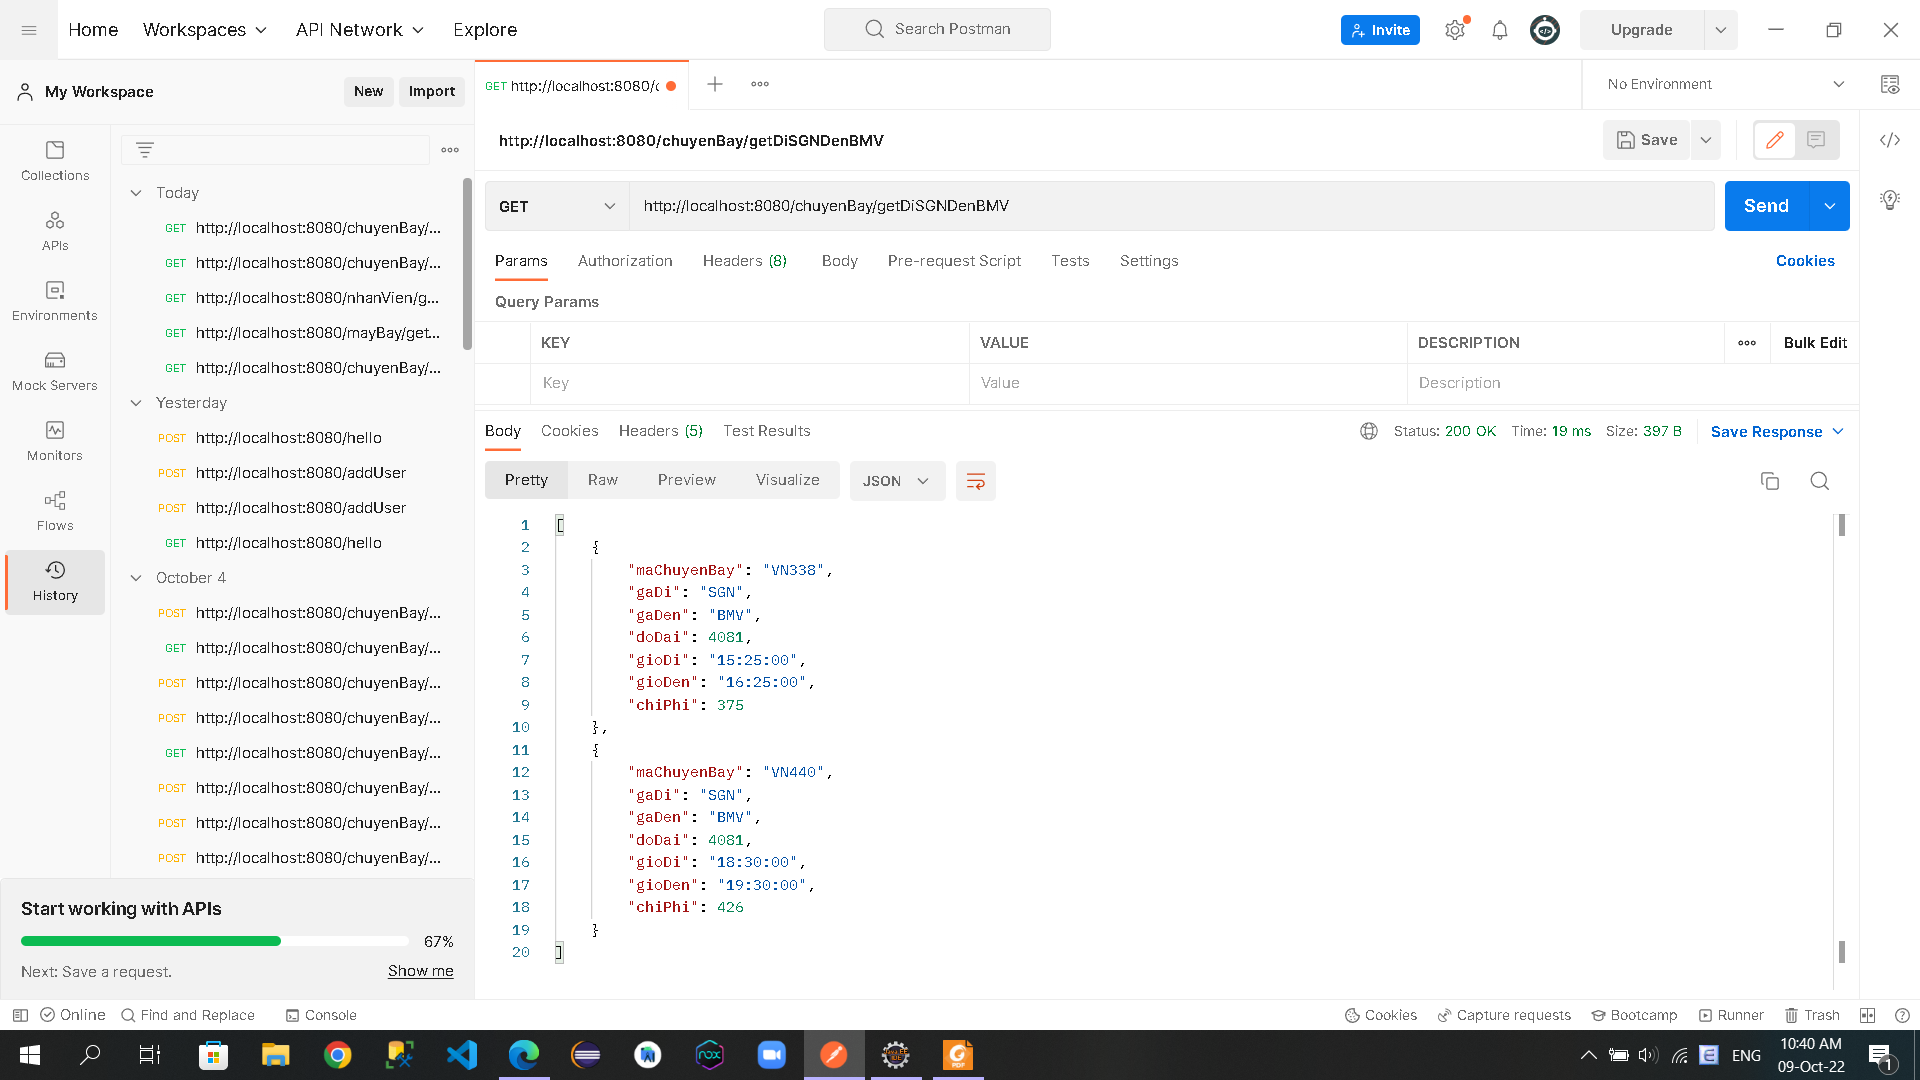 Home Workspaces API Network Explore Search Postman Invite Upgrade
My Workspace New Import GET http://localhost:8080/c No Environment
http://localhost:8080/chuyenBay/getDiSGNDenBMV Save
Collections
APIs
Environments
Mock Servers
Monitors
Flows
History
Today
GET http://localhost:8080/chuyenBay/...
GET http://localhost:8080/chuyenBay/...
GET http://localhost:8080/nhanVien/g...
GET http://localhost:8080/mayBay/get...
GET http://localhost:8080/chuyenBay/...
Yesterday
POST http://localhost:8080/hello
POST http://localhost:8080/addUser
POST http://localhost:8080/addUser
GET http://localhost:8080/hello
October 4
POST http://localhost:8080/chuyenBay/...
GET http://localhost:8080/chuyenBay/...
POST http://localhost:8080/chuyenBay/...
POST http://localhost:8080/chuyenBay/...
GET http://localhost:8080/chuyenBay/...
POST http://localhost:8080/chuyenBay/...
POST http://localhost:8080/chuyenBay/...
POST http://localhost:8080/chuyenBay/...
Start working with APIs
67%
Next: Save a request. Show me
GET http://localhost:8080/chuyenBay/getDiSGNDenBMV Send
Params Authorization Headers (8) Body Pre-request Script Tests Settings Cookies
Query Params
KEY VALUE DESCRIPTION Bulk Edit
Key Value Description
Body Cookies Headers (5) Test Results Status: 200 OK Time: 19 ms Size: 397 B Save Response
Pretty Raw Preview Visualize JSON
1 [
2 {
3 "maChuyenBay": "VN338",
4 "gaDi": "SGN",
5 "gaDen": "BMV",
6 "doDai": 4081,
7 "gioDi": "15:25:00",
8 "gioDen": "16:25:00",
9 "chiPhi": 375
10 },
11 {
12 "maChuyenBay": "VN440",
13 "gaDi": "SGN",
14 "gaDen": "BMV",
15 "doDai": 4081,
16 "gioDi": "18:30:00",
17 "gioDen": "19:30:00",
18 "chiPhi": 426
19 }
20 ]
Online Find and Replace Console Cookies Capture requests Bootcamp Runner Trash
ENG
10:40 AM
09-Oct-22
1